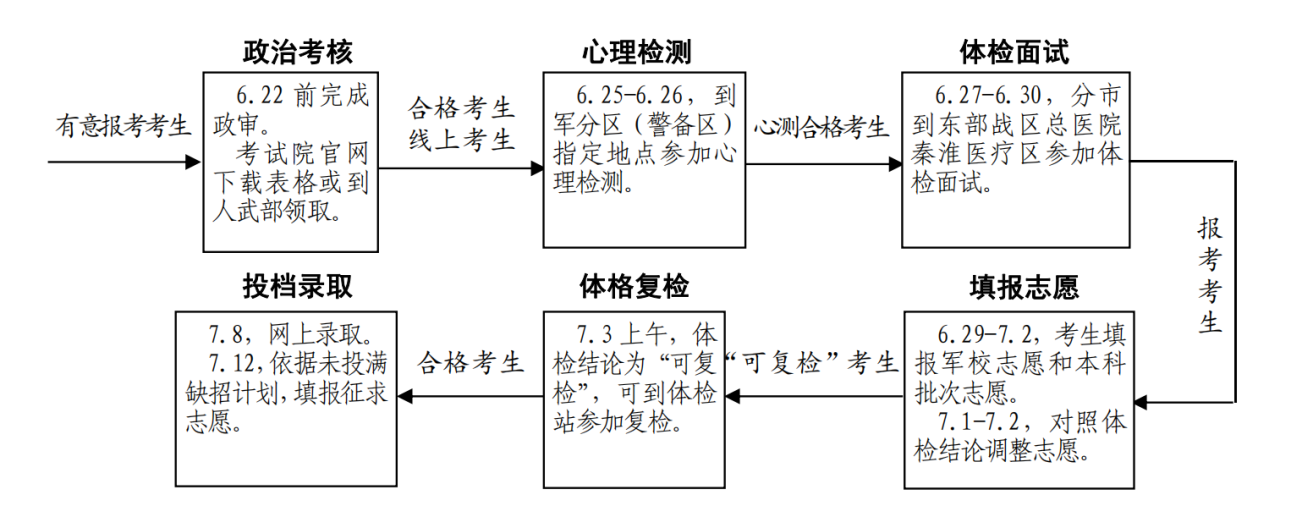 政治考核
心理检测
体检面试
有意报考考生
6.22 前完成
政审。
考试院官网
下载表格或到
人武部领取。
合格考生
线上考生
6.25-6.26，到
军分区（警备区）
指定地点参加心
理检测。
心测合格考生
6.27-6.30，分市
到东部战区总医院
秦淮医疗区参加体
检面试。
报
考
考
生
投档录取
体格复检
填报志愿
7.8，网上录取。
7.12，依据未投满
缺招计划，填报征求
志愿。
合格考生
7.3 上午，体
检结论为“可复
检”，可到体检
站参加复检。
“可复检”考生
6.29-7.2，考生填
报军校志愿和本科
批次志愿。
7.1-7.2，对照体
检结论调整志愿。